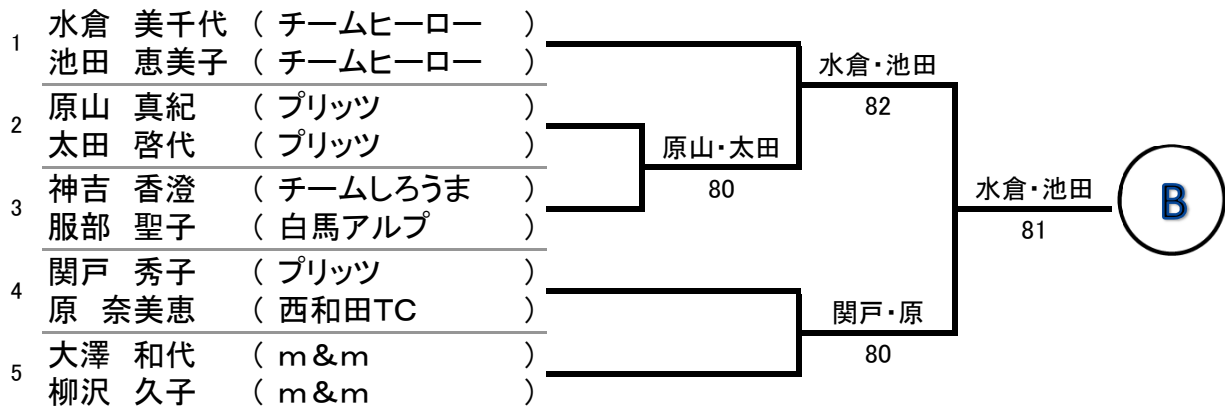 1 水倉 美千代 ( チームヒーロー )
池田 恵美子 ( チームヒーロー )
2 原山 真紀 ( プリッツ )
太田 啓代 ( プリッツ )
3 神吉 香澄 ( チームしろうま )
服部 聖子 ( 白馬アルプ )
4 関戸 秀子 ( プリッツ )
原 奈美恵 ( 西和田TC )
5 大澤 和代 ( m&m )
柳沢 久子 ( m&m )
原山・太田
80
水倉・池田
82
関戸・原
80
水倉・池田
81
B